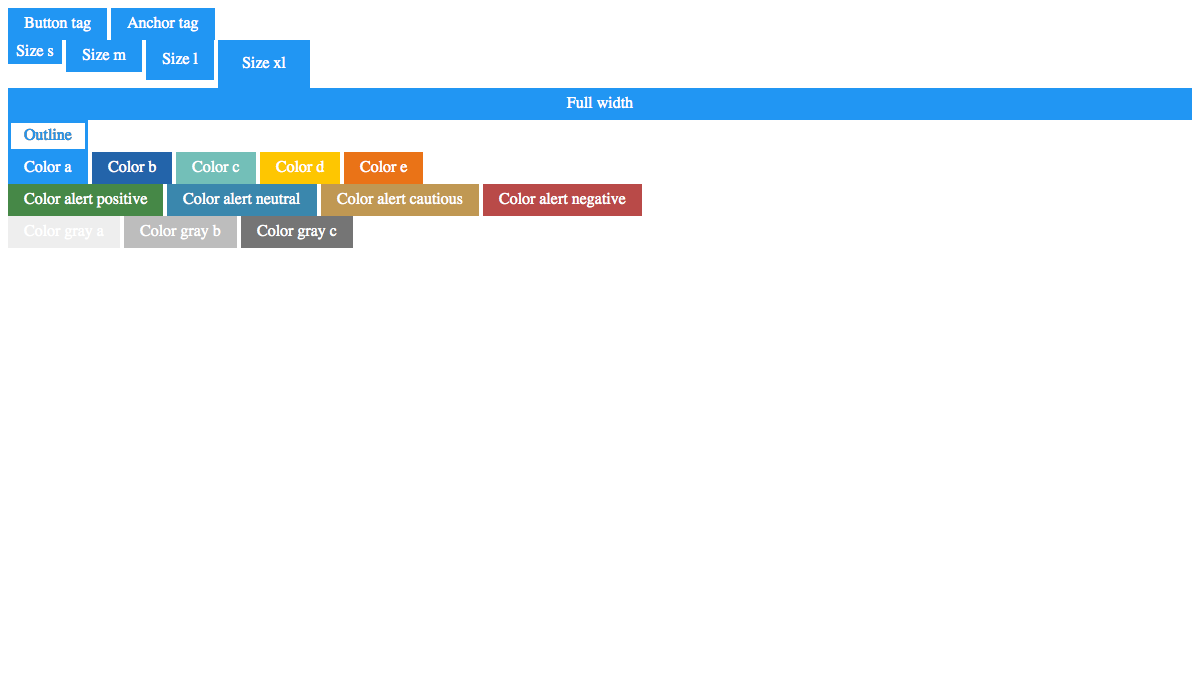 Button tag Anchor tag
Size s Size m Size l Size xl
Full width
Outline
Color a Color b Color c Color d Color e
Color alert positive Color alert neutral Color alert cautious Color alert negative
Color gray a Color gray b Color gray c